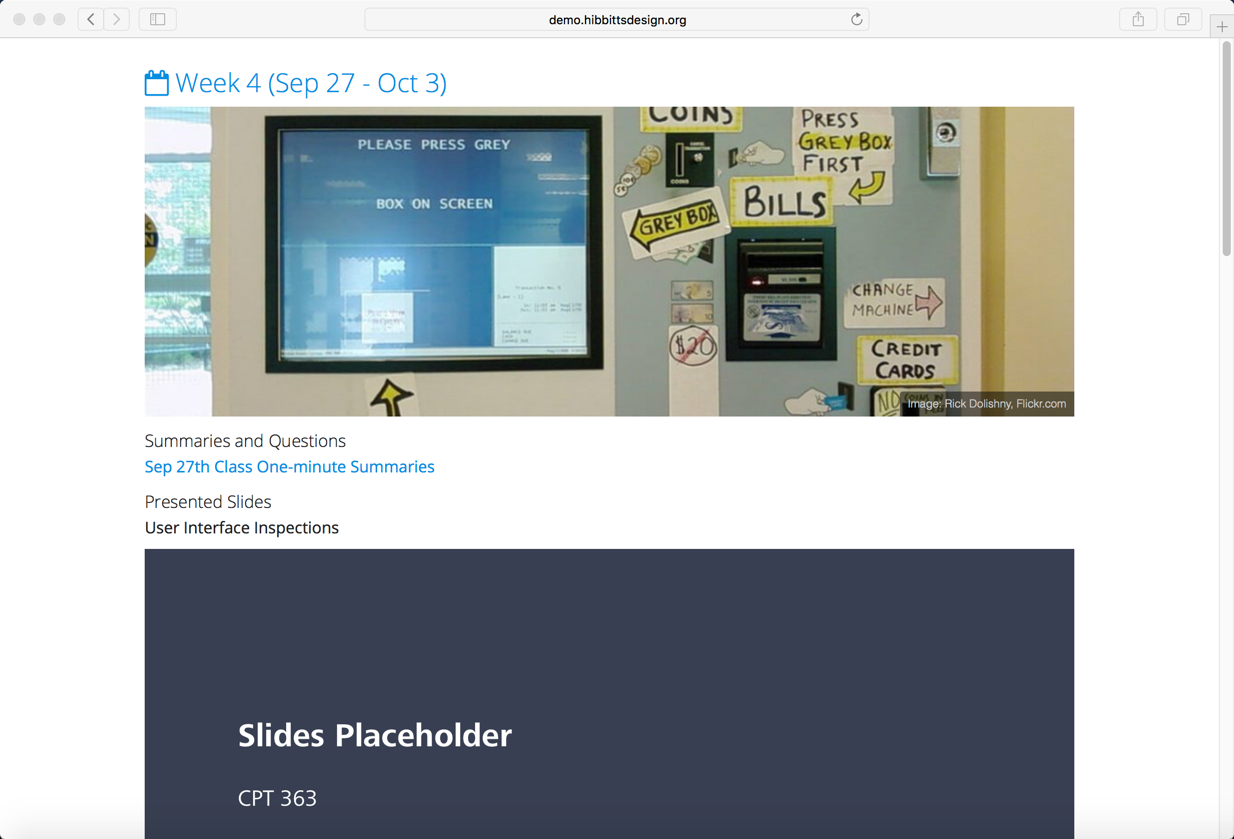 demo.hibbittsdesign.org
Week 4 (Sep 27 - Oct 3)
PLEASE PRESS GREY
BOX ON SCREEN
COINS
PRESS
GREY BOX
FIRST
COINS
GREY BOX
BILLS
$20
CHANGE
MACHINE
CREDIT
CARDS
NO
Image: Rick Dolishny, Flickr.com
Summaries and Questions
Sep 27th Class One-minute Summaries
Presented Slides
User Interface Inspections
Slides Placeholder
CPT 363